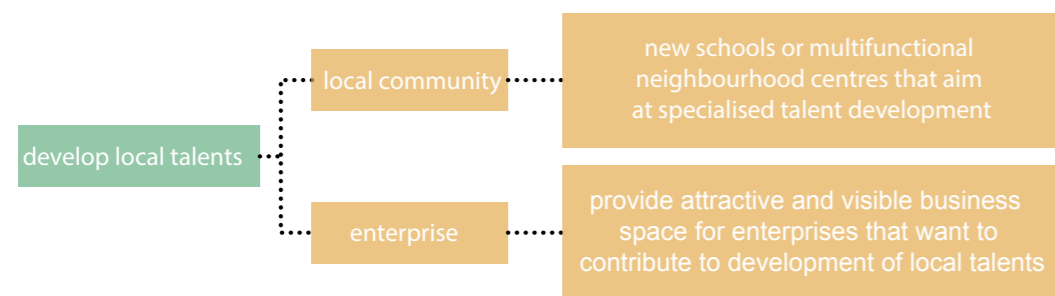 develop local talents
local community
new schools or multifunctional
neighbourhood centres that aim
at specialised talent development
enterprise
provide attractive and visible business
space for enterprises that want to
contribute to development of local talents